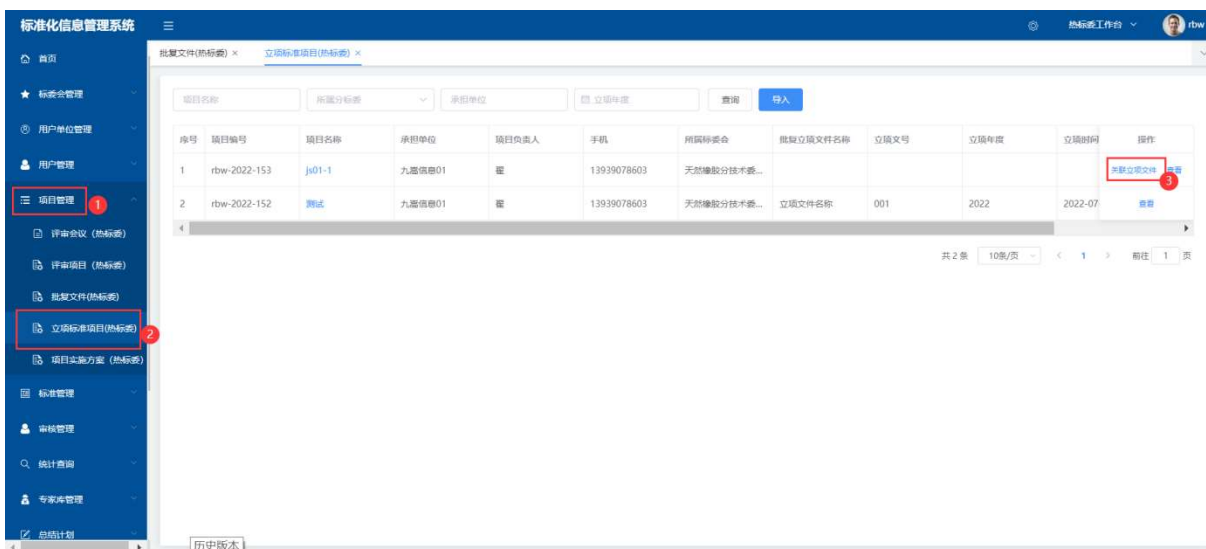 标准化信息管理系统
热标委工作台
rbw
首页
标委会管理
用户单位管理
用户管理
项目管理
1
评审会议（热标委）
评审项目（热标委）
批复文件(热标委)
立项标准项目(热标委)
2
项目实施方案（热标委）
标准管理
审核管理
统计查询
专家库管理
总结计划
批复文件(热标委) ×
立项标准项目(热标委) ×
项目名称 所属分标委 承担单位 立项年度 查询 导入
序号 项目编号 项目名称 承担单位 项目负责人 手机 所属标委会 批复立项文件名称 立项文号 立项年度 立项时间 操作
1 rbw-2022-153 js01-1 九愿信息01 翟 13939078603 天然橡胶分技术委... 关联立项文件 查看
3
2 rbw-2022-152 测试 九愿信息01 翟 13939078603 天然橡胶分技术委... 立项文件名称 001 2022 2022-07 查看
共 2 条 10条/页 < 1 > 前往 1 页
历史版本